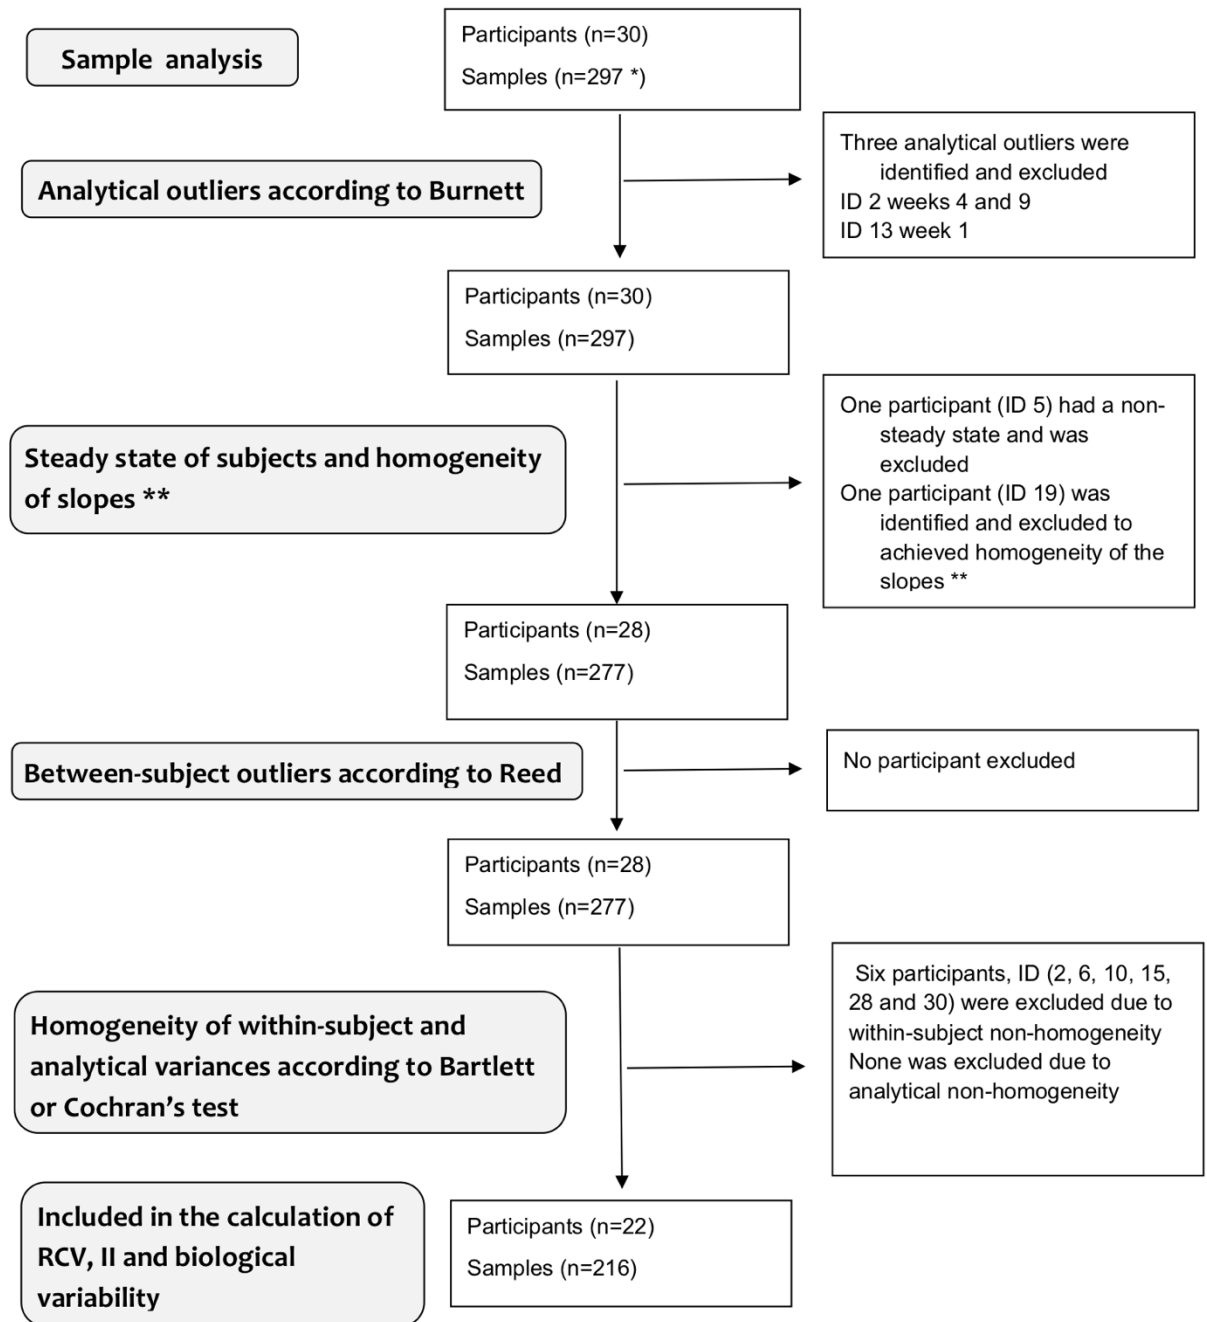 Sample analysis
Participants (n=30)
Samples (n=297 *)
Analytical outliers according to Burnett
Three analytical outliers were
identified and excluded
ID 2 weeks 4 and 9
ID 13 week 1
Participants (n=30)
Samples (n=297)
Steady state of subjects and homogeneity
of slopes **
One participant (ID 5) had a non-
steady state and was
excluded
One participant (ID 19) was
identified and excluded to
achieved homogeneity of the
slopes **
Participants (n=28)
Samples (n=277)
Between-subject outliers according to Reed
No participant excluded
Participants (n=28)
Samples (n=277)
Homogeneity of within-subject and
analytical variances according to Bartlett
or Cochran's test
Six participants, ID (2, 6, 10, 15,
28 and 30) were excluded due to
within-subject non-homogeneity
None was excluded due to
analytical non-homogeneity
Included in the calculation of
RCV, II and biological
variability
Participants (n=22)
Samples (n=216)